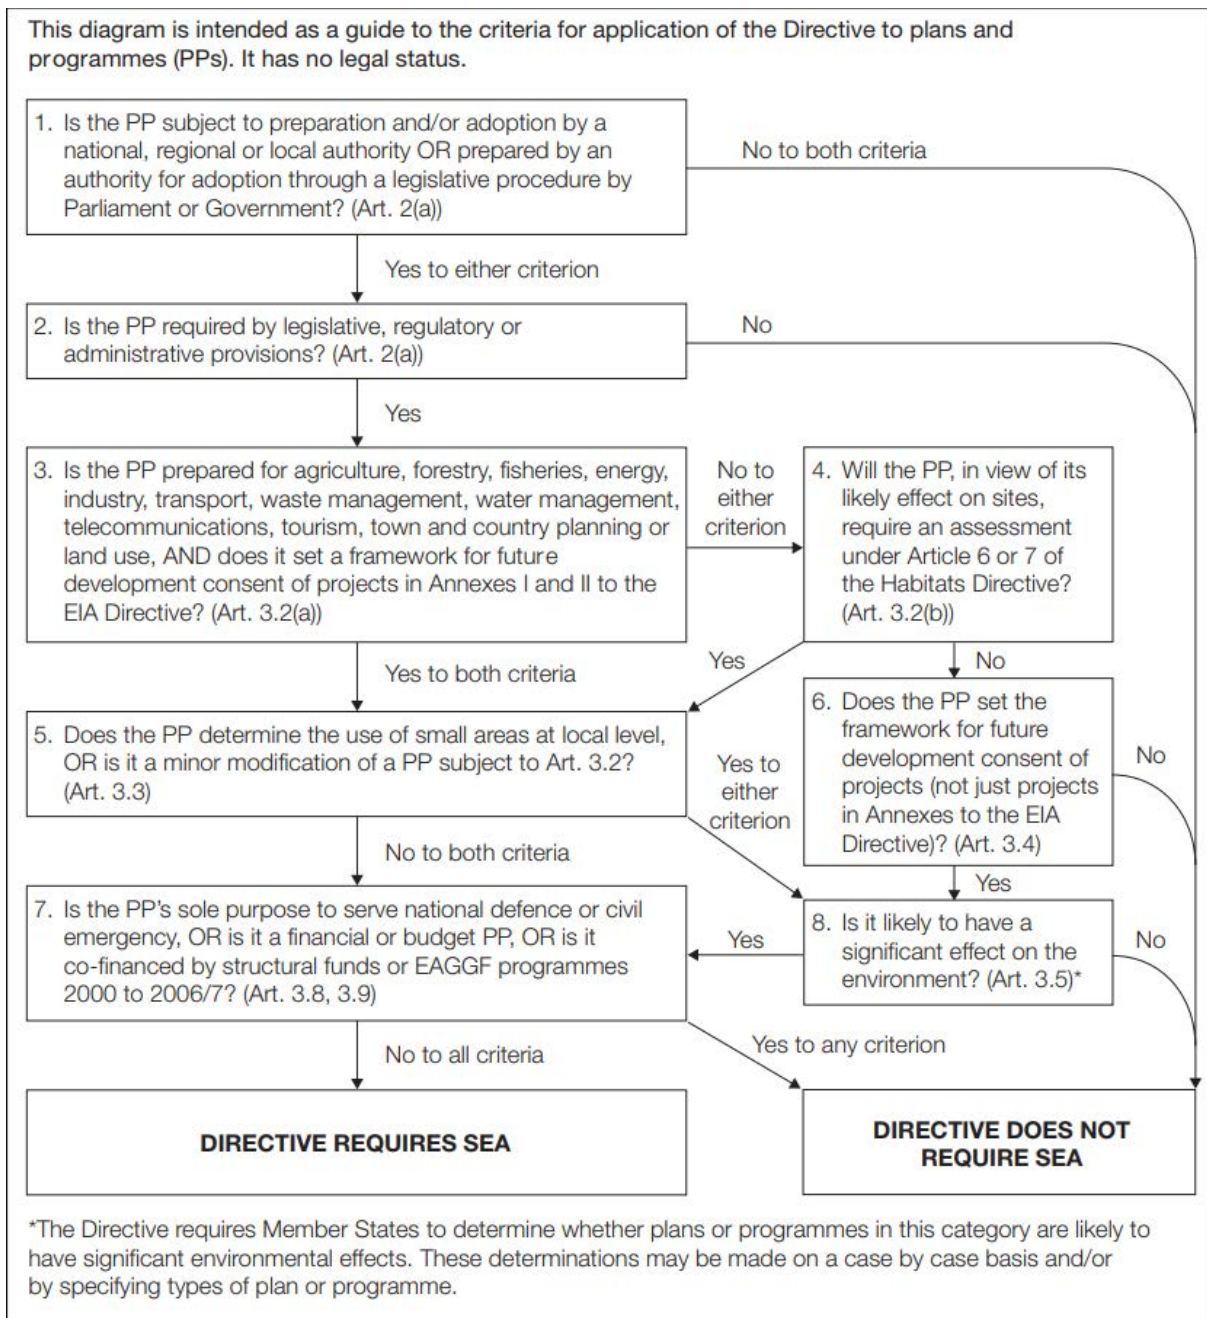 This diagram is intended as a guide to the criteria for application of the Directive to plans and
programmes (PPs). It has no legal status.
1. Is the PP subject to preparation and/or adoption by a
national, regional or local authority OR prepared by an
authority for adoption through a legislative procedure by
Parliament or Government? (Art. 2(a))
No to both criteria
Yes to either criterion
2. Is the PP required by legislative, regulatory or
administrative provisions? (Art. 2(a))
No
Yes
3. Is the PP prepared for agriculture, forestry, fisheries, energy,
industry, transport, waste management, water management,
telecommunications, tourism, town and country planning or
land use, AND does it set a framework for future
development consent of projects in Annexes I and II to the
EIA Directive? (Art. 3.2(a))
No to
either
criterion
4. Will the PP, in view of its
likely effect on sites,
require an assessment
under Article 6 or 7 of
the Habitats Directive?
(Art. 3.2(b))
Yes to both criteria
Yes
No
5. Does the PP determine the use of small areas at local level,
OR is it a minor modification of a PP subject to Art. 3.2?
(Art. 3.3)
Yes to
either
criterion
6. Does the PP set the
framework for future
development consent of
projects (not just projects
in Annexes to the EIA
Directive)? (Art. 3.4)
No
No to both criteria
Yes
7. Is the PP's sole purpose to serve national defence or civil
emergency, OR is it a financial or budget PP, OR is it
co-financed by structural funds or EAGGF programmes
2000 to 2006/7? (Art. 3.8, 3.9)
Yes
8. Is it likely to have a
significant effect on the
environment? (Art. 3.5)*
No
No to all criteria
Yes to any criterion
DIRECTIVE REQUIRES SEA
DIRECTIVE DOES NOT
REQUIRE SEA
*The Directive requires Member States to determine whether plans or programmes in this category are likely to
have significant environmental effects. These determinations may be made on a case by case basis and/or
by specifying types of plan or programme.